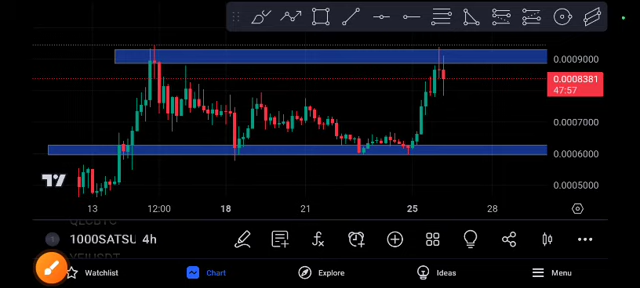 0.0009000
0.0008381
47:57
0.0007000
0.0006000
0.0005000
13 12:00 18 21 25 28
1000SATSU 4h
Watchlist Chart Explore Ideas Menu